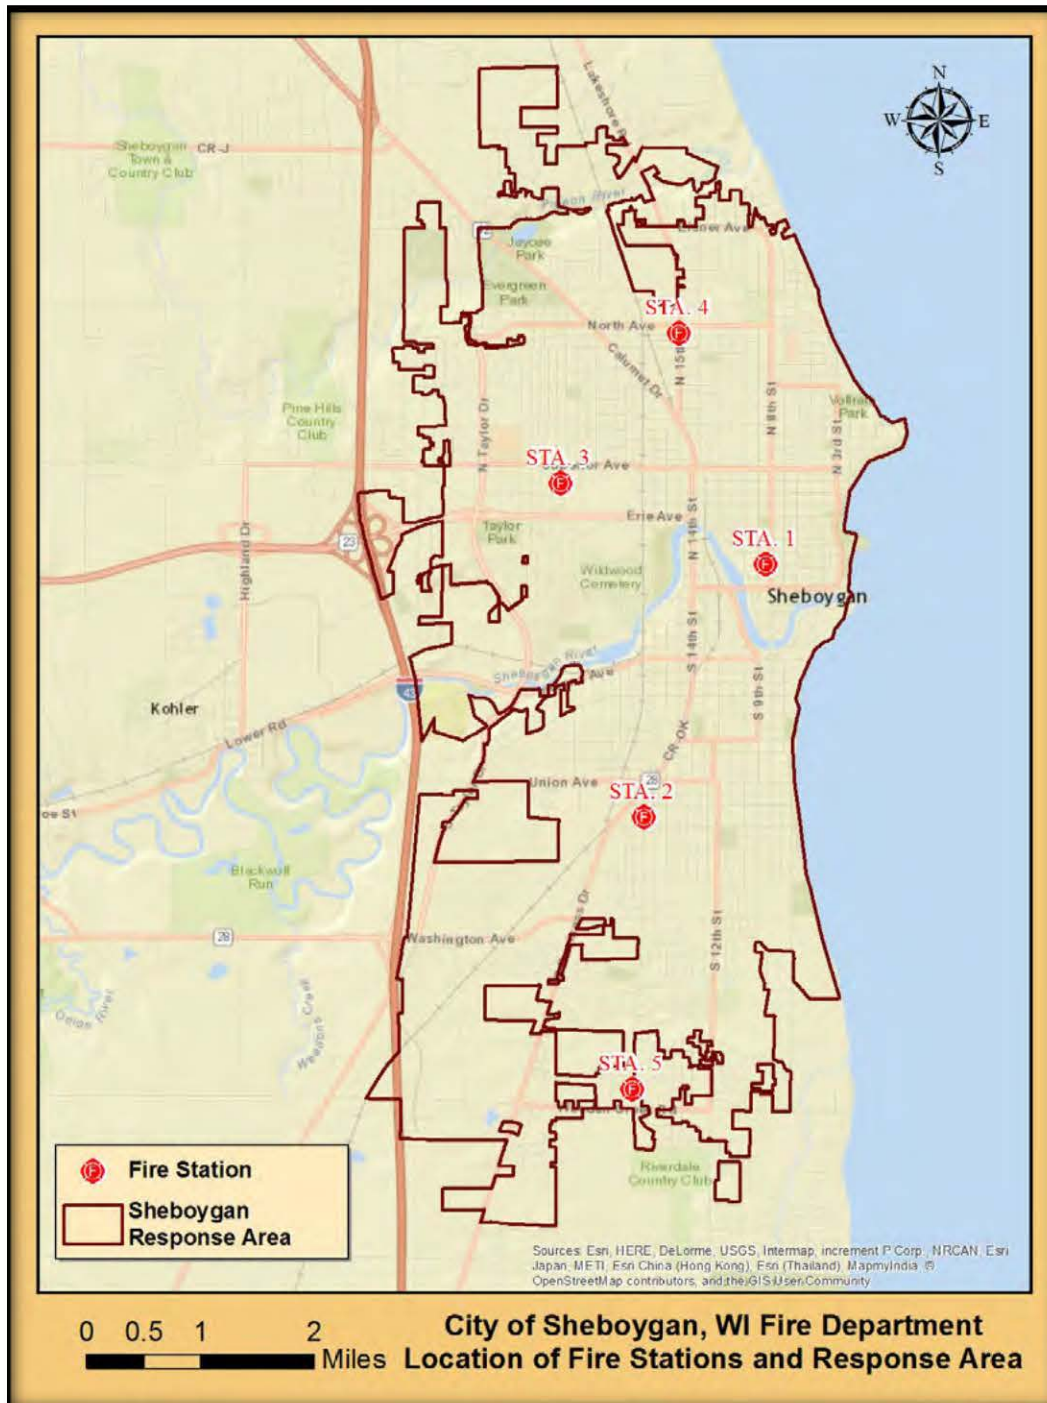 N
W E
S
Lakeshore R
Sheboygan
Town &
Country Club
CR-J
Pigeon River
Jaycee
Park
Evergreen
Park
STA. 4
North Ave
N 15th
Calumet Dr
N 8th St
Park
N 3rd St
Pine Hills
Country
Club
N Taylor Dr
STA. 3
Ave
Erie Ave
N 14th St
Taylor
Park
STA. 1
23
Highland Dr
Wildwood
Cemetery
Sheboygan
S 14th St
Sheboygan River
Ave
43
Kohler
Lower Rd
S 9th St
CR-OK
Union Ave
28
STA. 2
oe St
Blackwolf
Run
28
Washington Ave
ss Dr
S 12th St
Onion River
Weedens Creek
STA. 5
Riverdale
Country Club
Fire Station
Sheboygan
Response Area
Sources: Esri, HERE, DeLorme, USGS, Intermap, increment P Corp., NRCAN, Esri
Japan, METI, Esri China (Hong Kong), Esri (Thailand), MapmyIndia, ©
OpenStreetMap contributors, and the GIS User Community
0 0.5 1 2
Miles
City of Sheboygan, WI Fire Department
Location of Fire Stations and Response Area